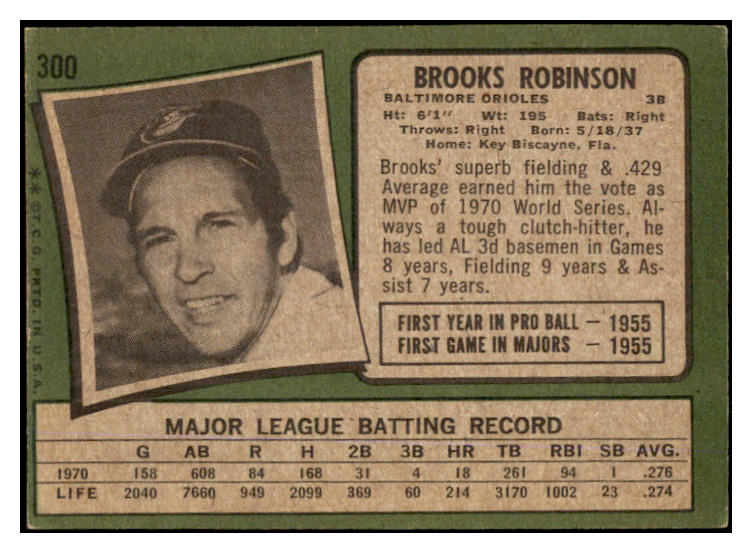 300
BROOKS ROBINSON
BALTIMORE ORIOLES 3B
Ht: 6'1" Wt: 195 Bats: Right
Throws: Right Born: 5/18/37
Home: Key Biscayne, Fla.
Brooks' superb fielding & .429
Average earned him the vote as
MVP of 1970 World Series. Al-
ways a tough clutch-hitter, he
has led AL 3d basemen in Games
8 years, Fielding 9 years & As-
sist 7 years.
FIRST YEAR IN PRO BALL — 1955
FIRST GAME IN MAJORS — 1955
**©T.C.G. PRTD. IN U.S.A.
MAJOR LEAGUE BATTING RECORD
G AB R H 2B 3B HR TB RBI SB AVG.
1970 158 608 84 168 31 4 18 261 94 1 .276
LIFE 2040 7660 949 2099 369 60 214 3170 1002 23 .274